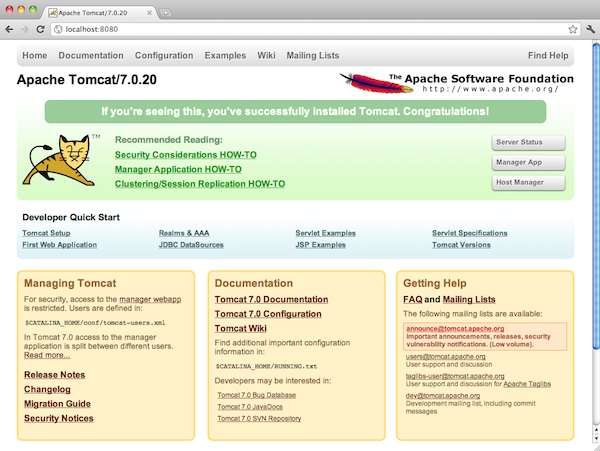 Apache Tomcat/7.0.20
localhost:8080
Home Documentation Configuration Examples Wiki Mailing Lists Find Help
Apache Tomcat/7.0.20
The Apache Software Foundation
http://www.apache.org/
If you're seeing this, you've successfully installed Tomcat. Congratulations!
TM
Recommended Reading:
Security Considerations HOW-TO
Manager Application HOW-TO
Clustering/Session Replication HOW-TO
Server Status
Manager App
Host Manager
Developer Quick Start
Tomcat Setup
First Web Application
Realms & AAA
JDBC DataSources
Servlet Examples
JSP Examples
Servlet Specifications
Tomcat Versions
Managing Tomcat
For security, access to the manager webapp
is restricted. Users are defined in:
$CATALINA_HOME/conf/tomcat-users.xml
In Tomcat 7.0 access to the manager
application is split between different users.
Read more...
Release Notes
Changelog
Migration Guide
Security Notices
Documentation
Tomcat 7.0 Documentation
Tomcat 7.0 Configuration
Tomcat Wiki
Find additional important configuration
information in:
$CATALINA_HOME/RUNNING.txt
Developers may be interested in:
Tomcat 7.0 Bug Database
Tomcat 7.0 JavaDocs
Tomcat 7.0 SVN Repository
Getting Help
FAQ and Mailing Lists
The following mailing lists are available:
announce@tomcat.apache.org
Important announcements, releases, security
vulnerability notifications. (Low volume).
users@tomcat.apache.org
User support and discussion
taglibs-user@tomcat.apache.org
User support and discussion for Apache Taglibs
dev@tomcat.apache.org
Development mailing list, including commit
messages